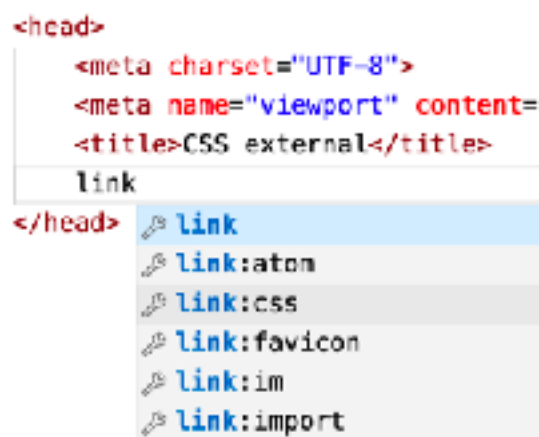 <head>
<meta charset="UTF-8">
<meta name="viewport" content=
<title>CSS external</title>
link
</head>
link
link:atom
link:css
link:favicon
link:im
link:import